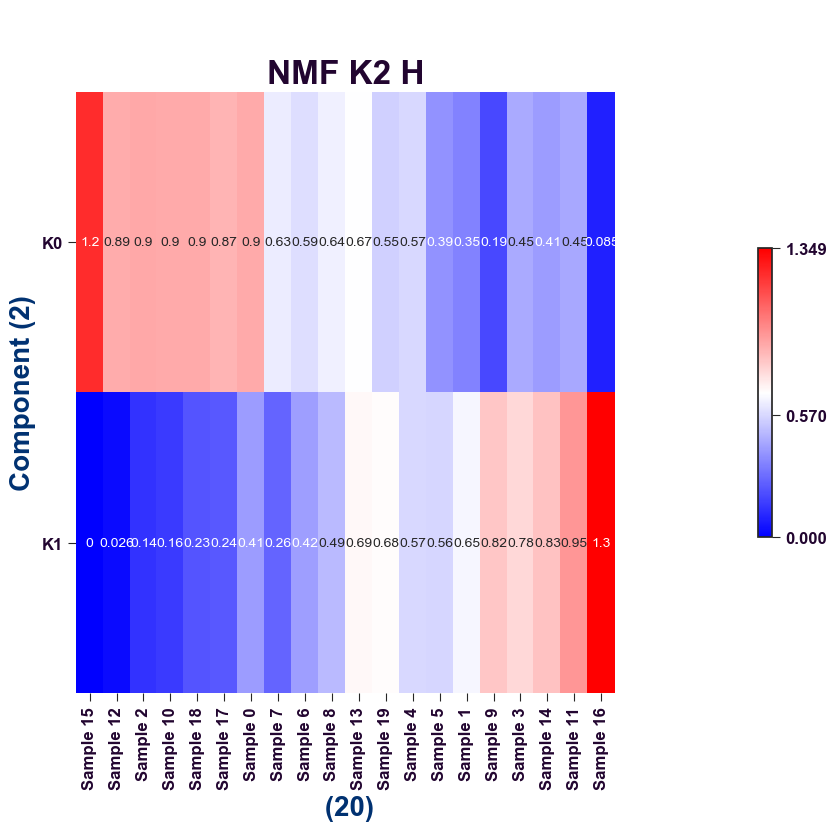 NMF K2 H
K0
1.2 0.89 0.9 0.9 0.9 0.87 0.9 0.63 0.59 0.64 0.67 0.55 0.57 0.39 0.35 0.19 0.45 0.41 0.45 0.085
K1
0 0.026 0.14 0.16 0.23 0.24 0.41 0.26 0.42 0.49 0.69 0.68 0.57 0.56 0.65 0.82 0.78 0.83 0.95 1.3
Component (2)
Sample 15
Sample 12
Sample 2
Sample 10
Sample 18
Sample 17
Sample 0
Sample 7
Sample 6
Sample 8
Sample 13
Sample 19
Sample 4
Sample 5
Sample 1
Sample 9
Sample 3
Sample 14
Sample 11
Sample 16
(20)
1.349
0.570
0.000